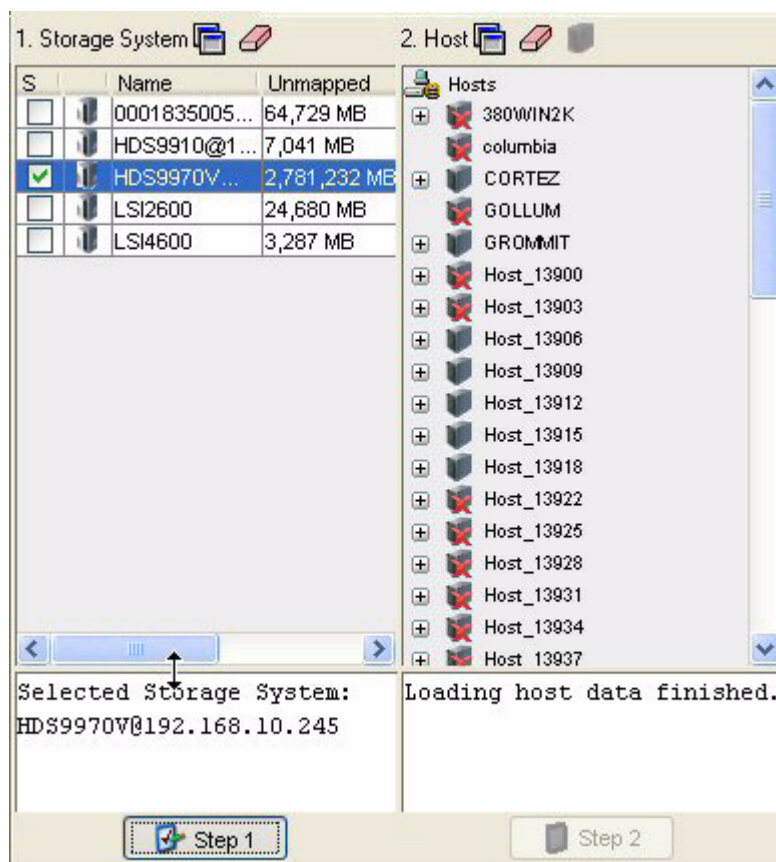 1. Storage System
S Name Unmapped
0001835005... 64,729 MB
HDS9910@1... 7,041 MB
HDS9970V... 2,781,232 MB
LSI2600 24,680 MB
LSI4600 3,287 MB
Selected Storage System:
HDS9970V@192.168.10.245
Step 1
2. Host
Hosts
380WIN2K
columbia
CORTEZ
GOLLUM
GROMMIT
Host_13900
Host_13903
Host_13906
Host_13909
Host_13912
Host_13915
Host_13918
Host_13922
Host_13925
Host_13928
Host_13931
Host_13934
Host_13937
Loading host data finished.
Step 2